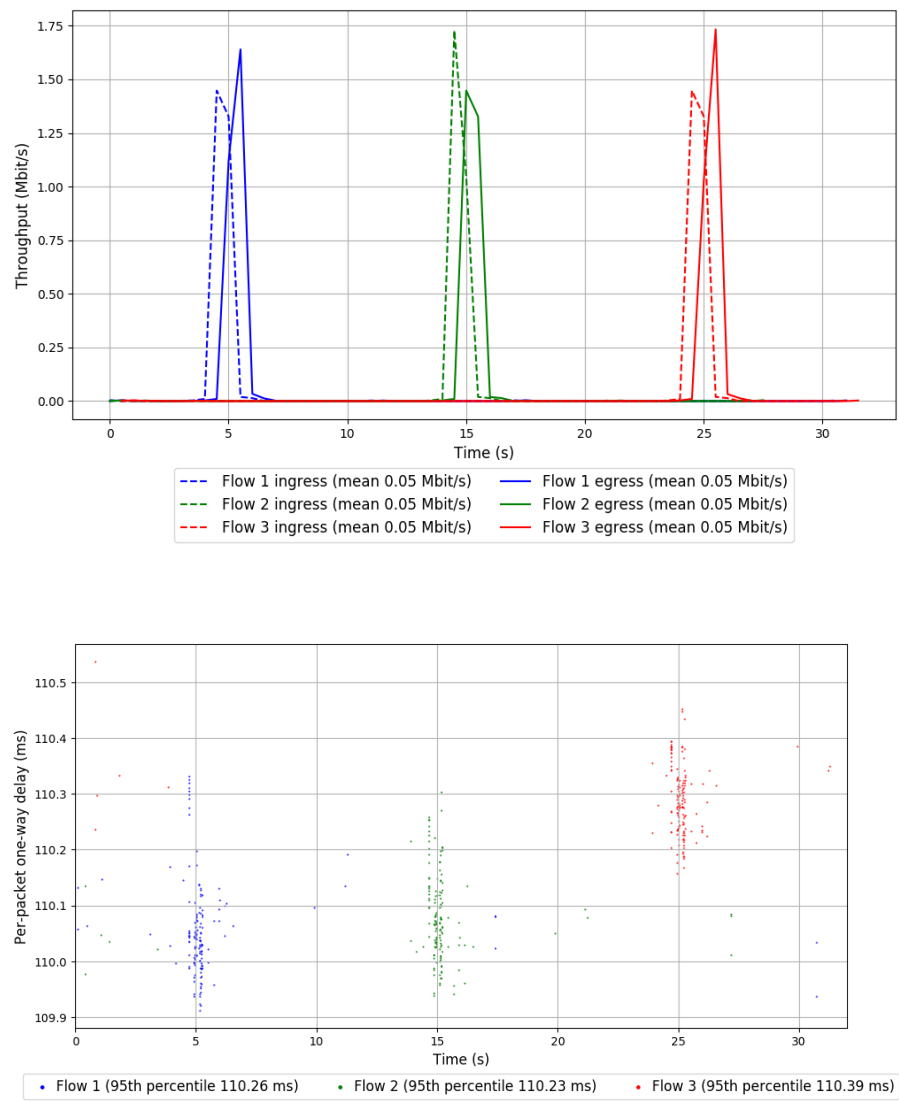 1.75
1.50
1.25
1.00
0.75
0.50
0.25
0.00
Throughput (Mbit/s)
0 5 10 15 20 25 30
Time (s)
Flow 1 ingress (mean 0.05 Mbit/s) Flow 1 egress (mean 0.05 Mbit/s)
Flow 2 ingress (mean 0.05 Mbit/s) Flow 2 egress (mean 0.05 Mbit/s)
Flow 3 ingress (mean 0.05 Mbit/s) Flow 3 egress (mean 0.05 Mbit/s)
110.5
110.4
110.3
110.2
110.1
110.0
109.9
Per-packet one-way delay (ms)
0 5 10 15 20 25 30
Time (s)
Flow 1 (95th percentile 110.26 ms) Flow 2 (95th percentile 110.23 ms) Flow 3 (95th percentile 110.39 ms)